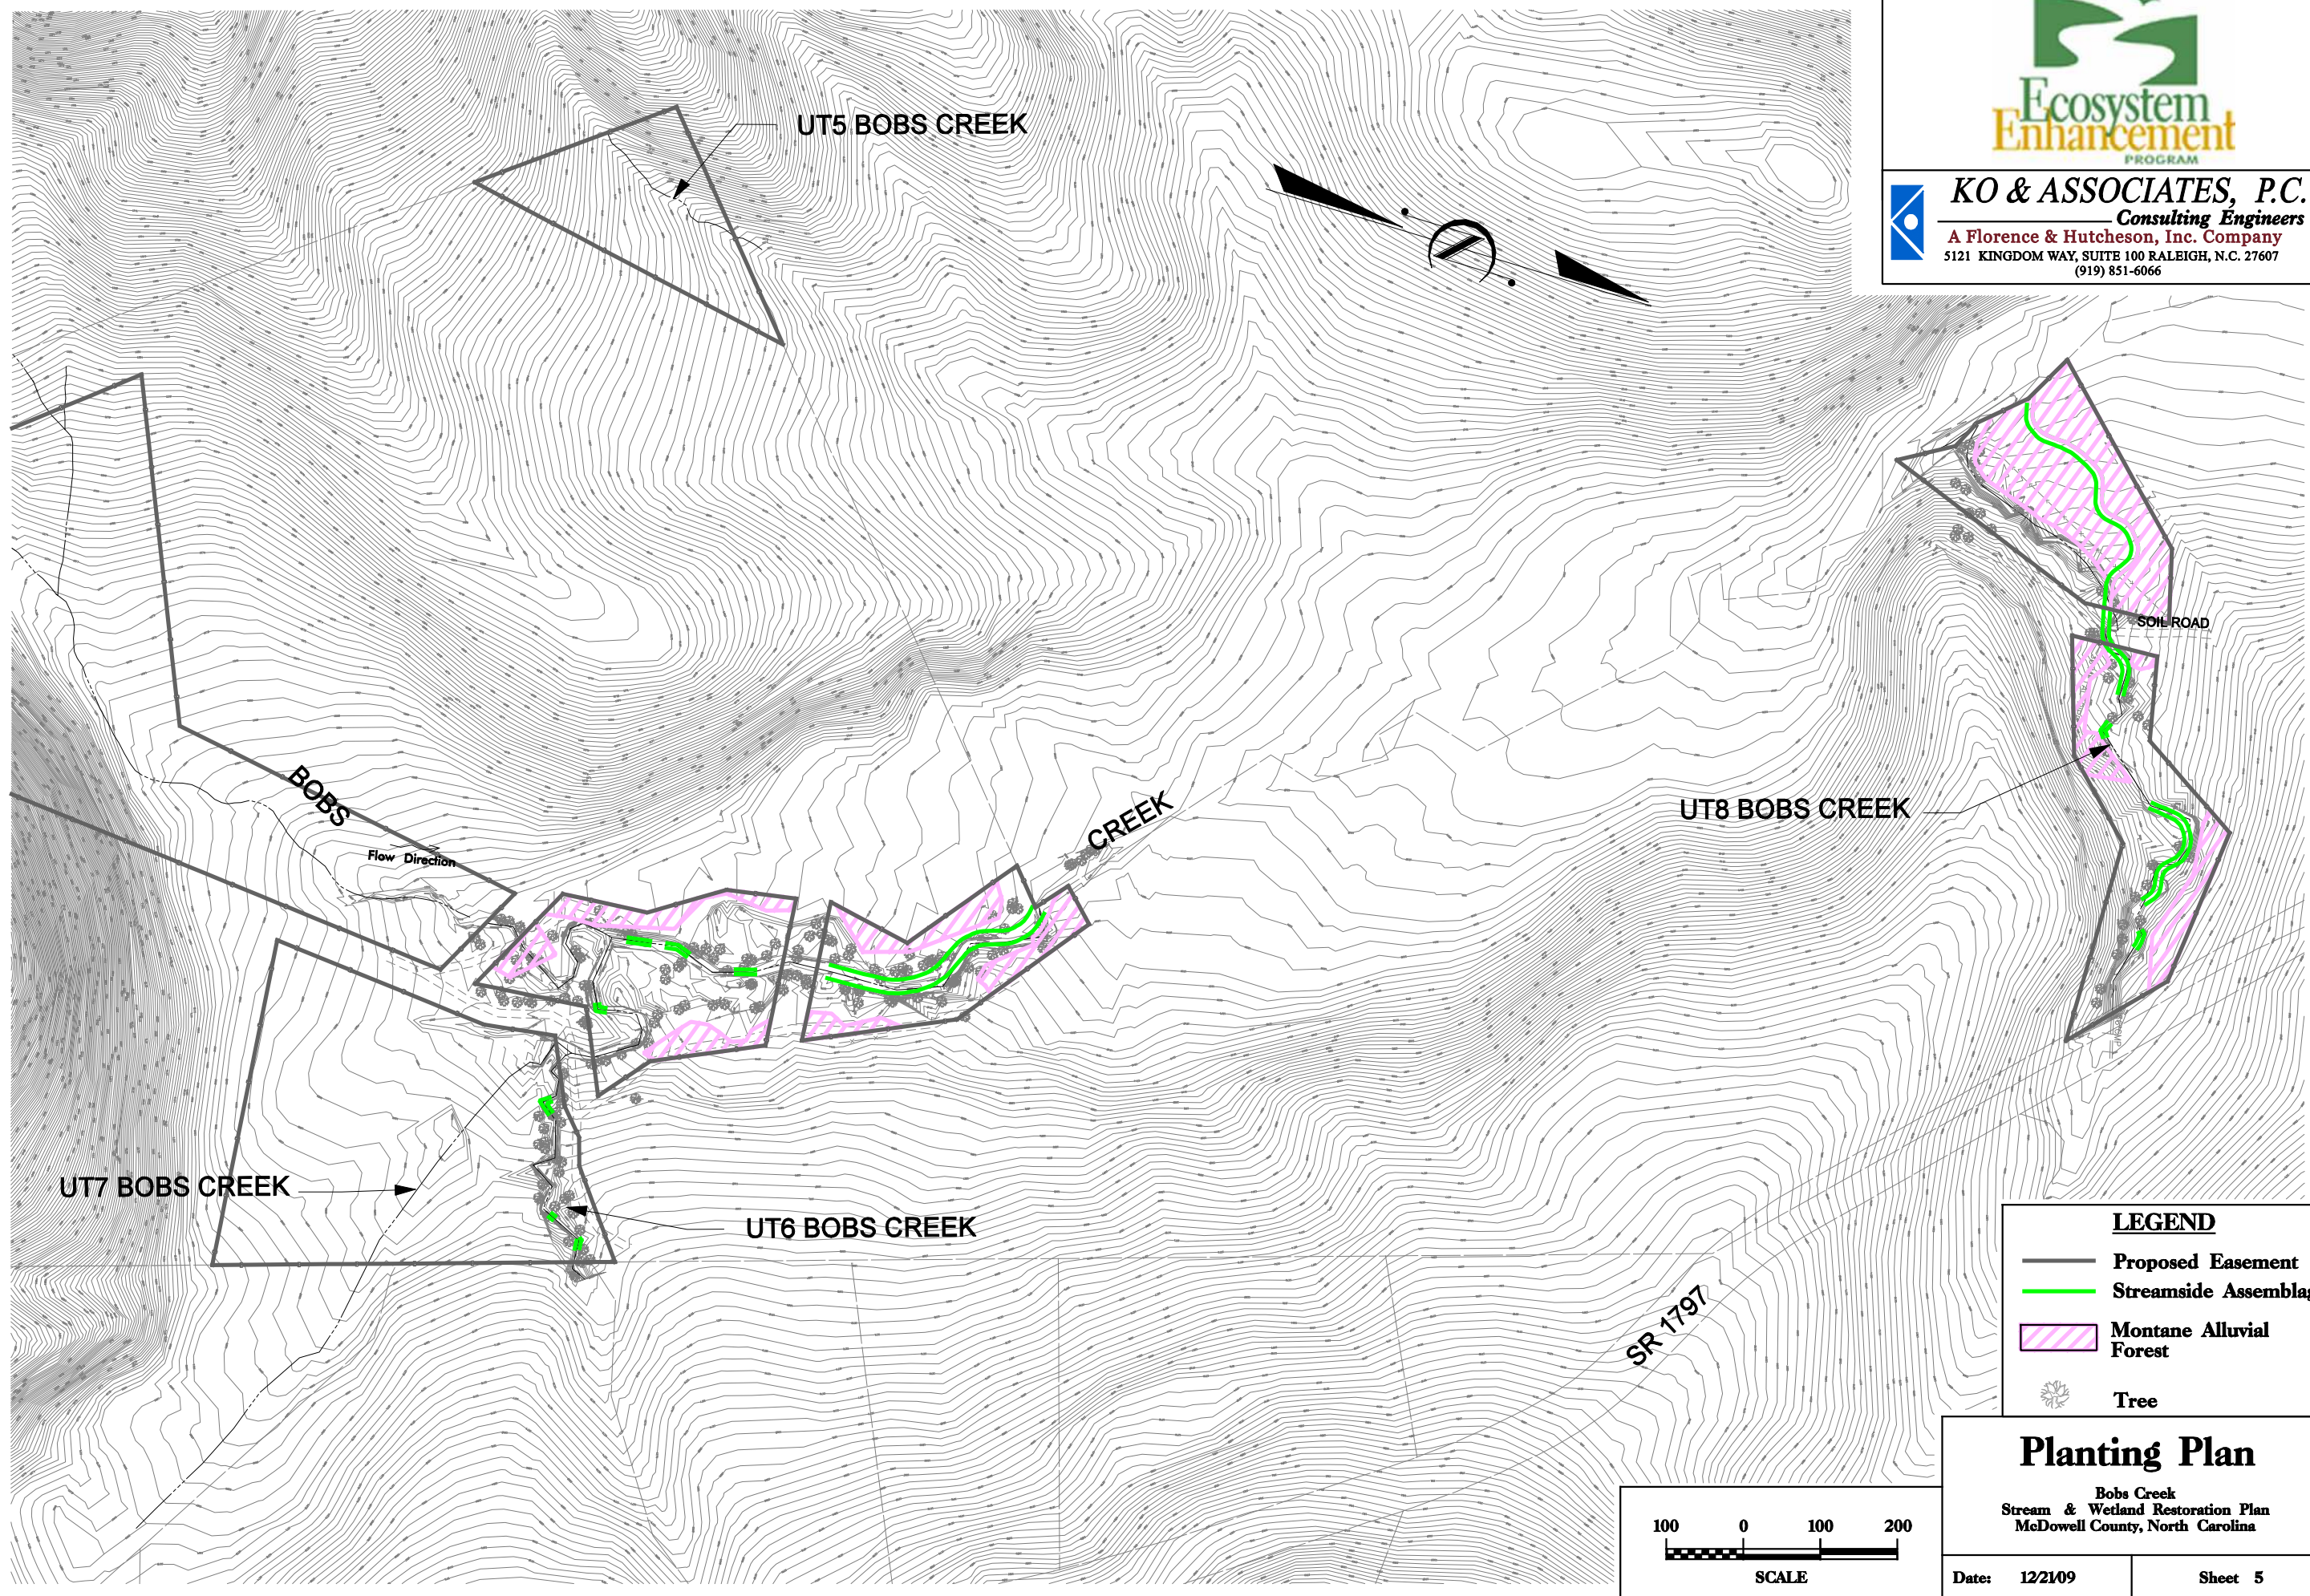 UT5 BOBS CREEK
Ecosystem
Enhancement
PROGRAM
KO & ASSOCIATES, P.C.
Consulting Engineers
A Florence & Hutcheson, Inc. Company
5121 KINGDOM WAY, SUITE 100 RALEIGH, N.C. 27607
(919) 851-6066
SOIL ROAD
BOBS
CREEK
Flow Direction
UT8 BOBS CREEK
UT7 BOBS CREEK
UT6 BOBS CREEK
SR 1797
LEGEND
Proposed Easement
Streamside Assembla
Montane Alluvial
Forest
Tree
Planting Plan
Bobs Creek
Stream & Wetland Restoration Plan
McDowell County, North Carolina
100 0 100 200
SCALE
Date: 12/21/09 Sheet 5